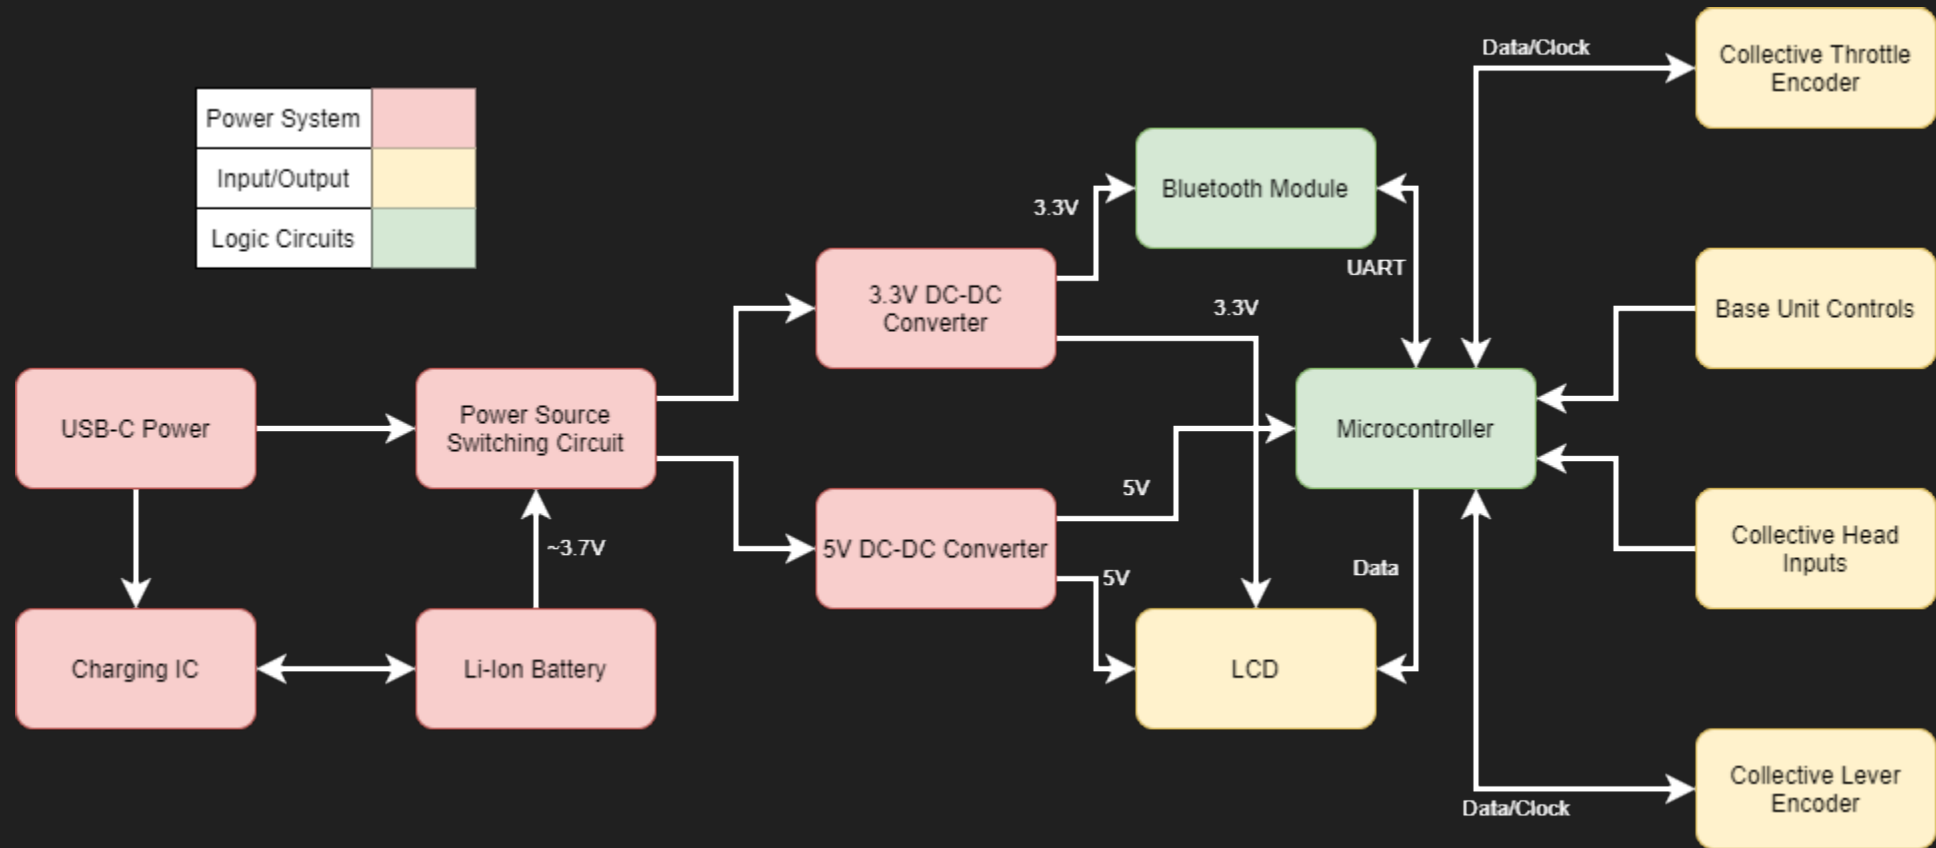 Data/Clock
Collective Throttle
Encoder
Power System
Input/Output
Logic Circuits
Bluetooth Module
3.3V
UART
3.3V DC-DC
Converter
3.3V
Base Unit Controls
USB-C Power
Power Source
Switching Circuit
Microcontroller
5V
~3.7V
5V DC-DC Converter
5V
Data
Collective Head
Inputs
Charging IC
Li-Ion Battery
LCD
Collective Lever
Encoder
Data/Clock